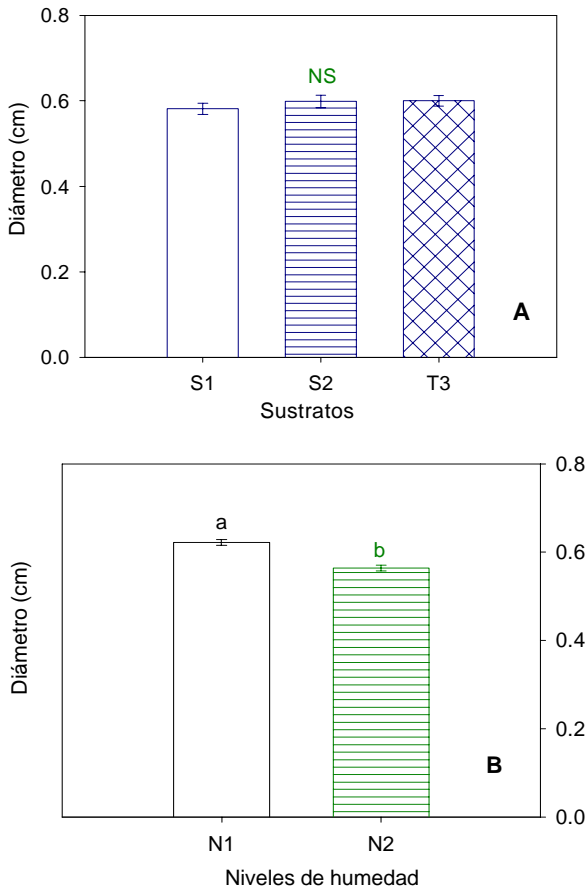 0.8
0.6
0.4
0.2
0.0
Diámetro (cm)
NS
A
S1 S2 T3
Sustratos
0.8
0.6
0.4
0.2
0.0
Diámetro (cm)
a
b
B
N1 N2
Niveles de humedad